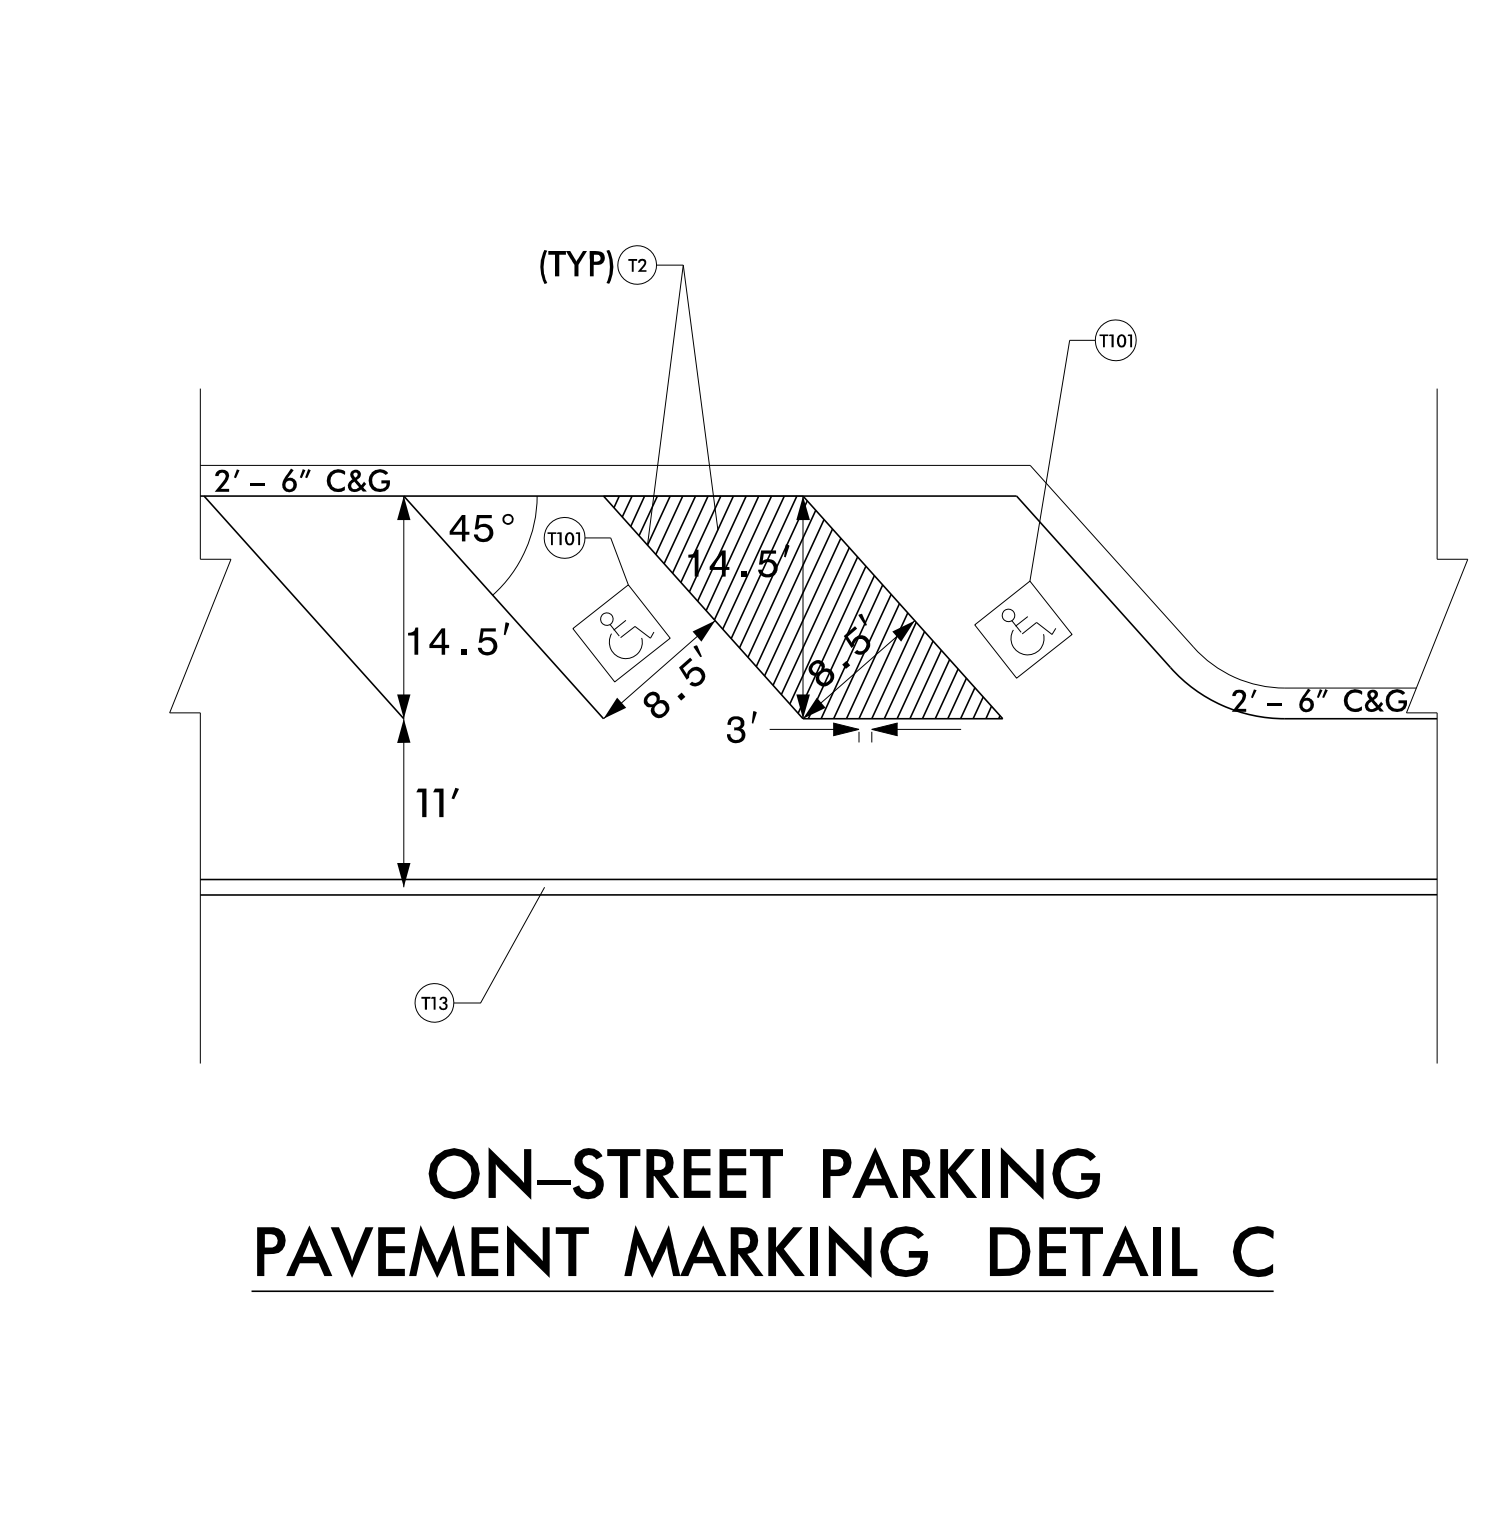 (TYP) T2
T101
2' – 6" C&G
45°
T101
14.5'
14.5'
8.5'
8.5'
2' – 6" C&G
3'
11'
T13
ON–STREET PARKING
PAVEMENT MARKING DETAIL C